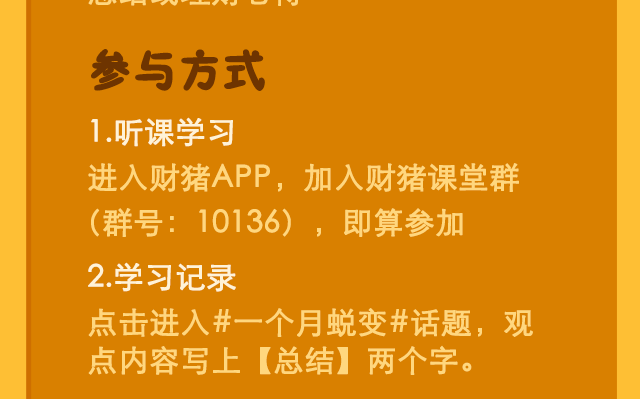 参与方式
1.听课学习
进入财猪APP，加入财猪课堂群
（群号：10136），即算参加
2.学习记录
点击进入#一个月蜕变#话题，观
点内容写上【总结】两个字。